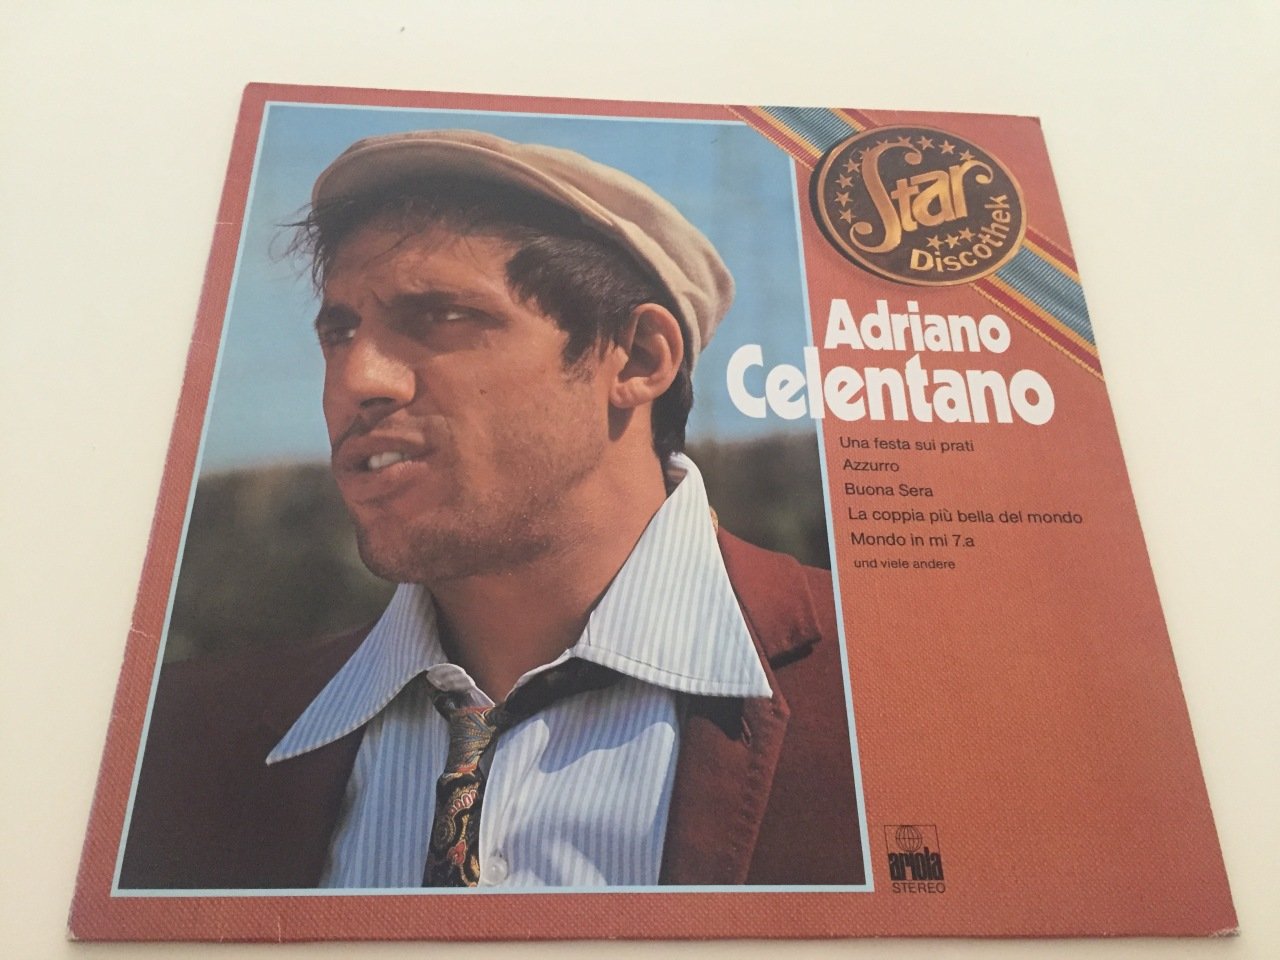 Star
Discothek
Adriano
Celentano
Una festa sui prati
Azzurro
Buona Sera
La coppia più bella del mondo
Mondo in mi 7.a
und viele andere
ariola
STEREO